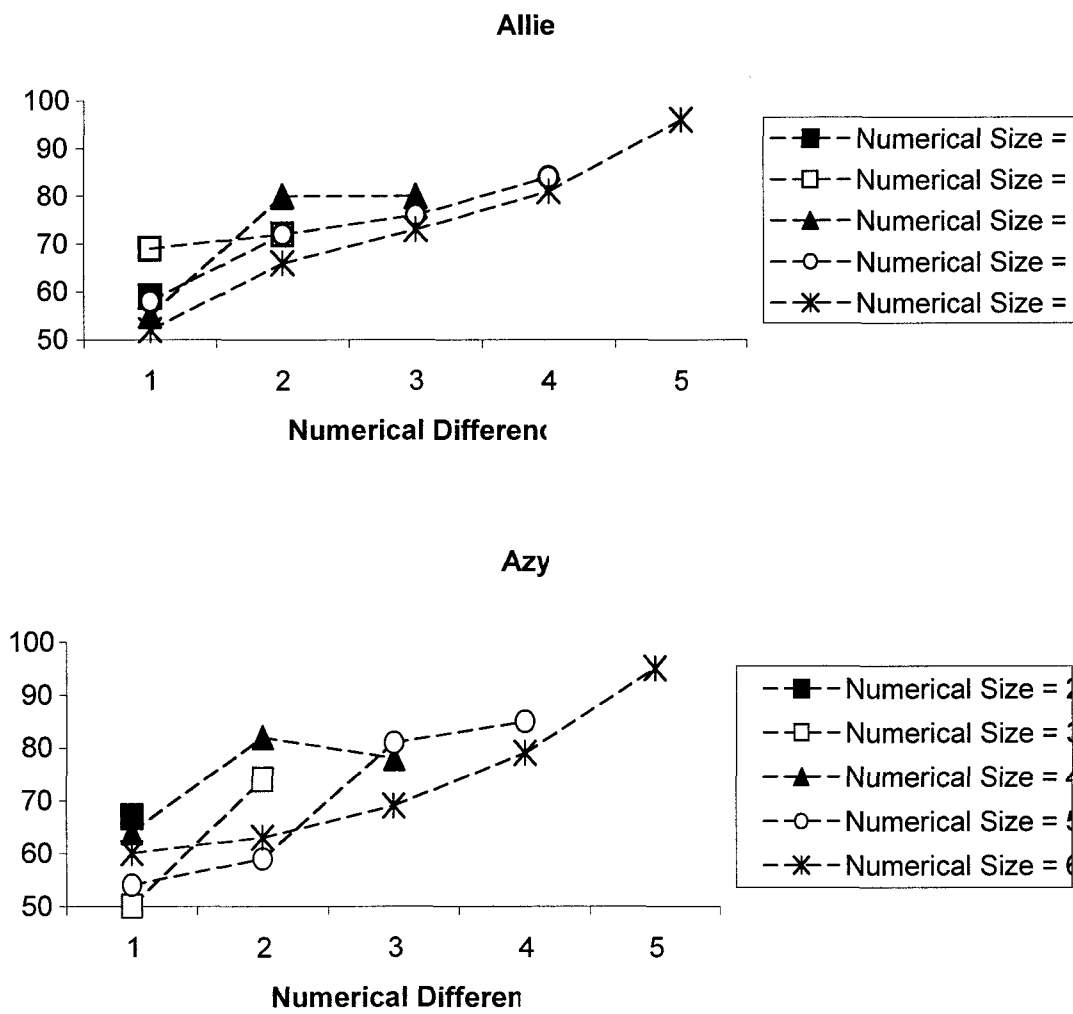 Allie
100
90
80
70
60
50
1 2 3 4 5
Numerical Differenc
Numerical Size =
Numerical Size =
Numerical Size =
Numerical Size =
Numerical Size =
Azy
100
90
80
70
60
50
1 2 3 4 5
Numerical Differen
Numerical Size = 2
Numerical Size = 3
Numerical Size = 4
Numerical Size = 5
Numerical Size = 6